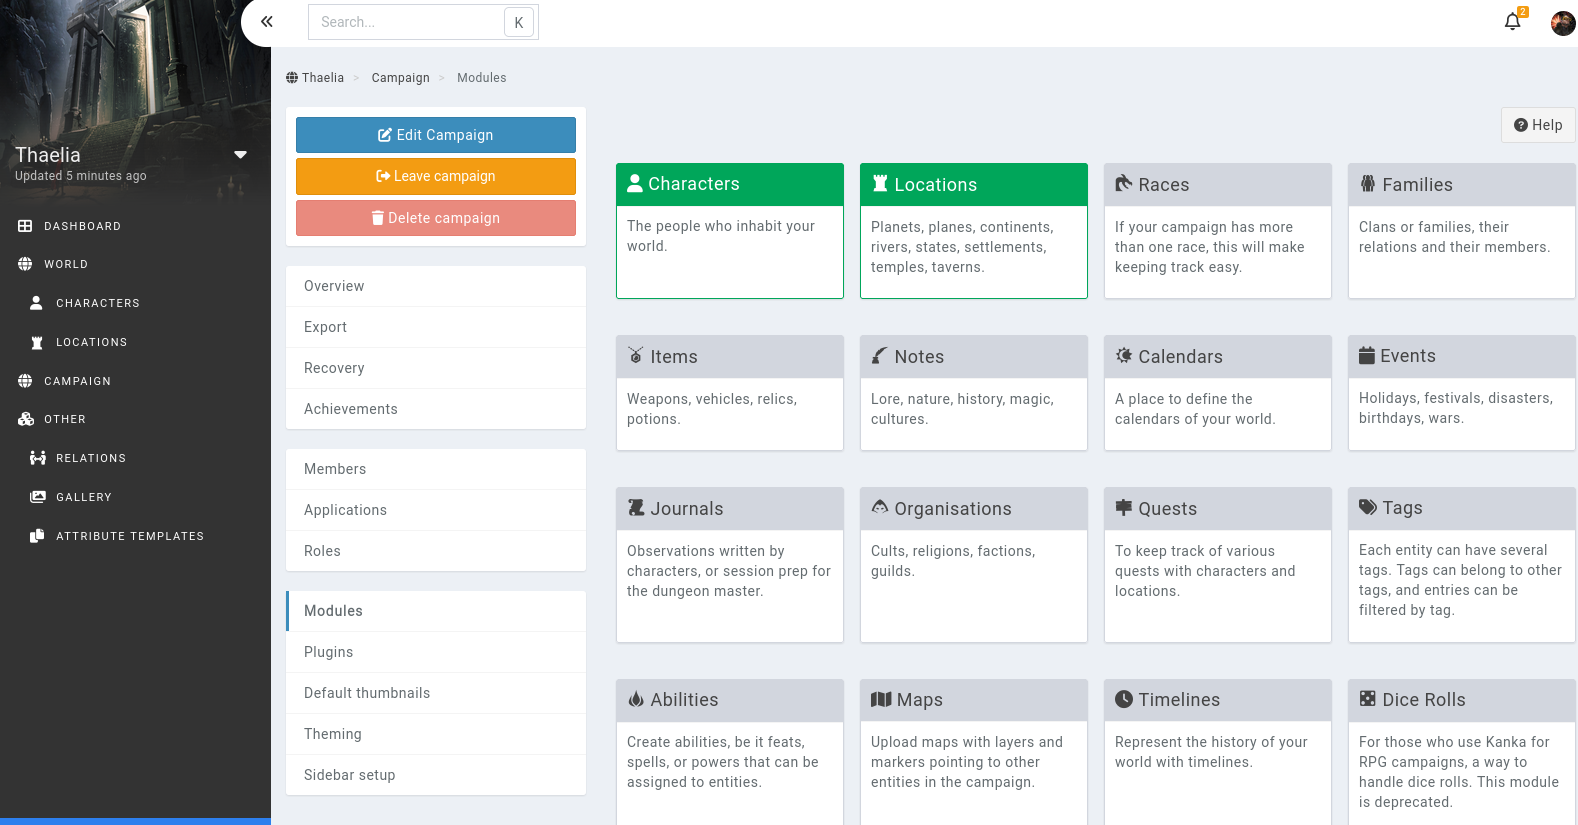 Search...
K
2
Thaelia
Updated 5 minutes ago
DASHBOARD
WORLD
CHARACTERS
LOCATIONS
CAMPAIGN
OTHER
RELATIONS
GALLERY
ATTRIBUTE TEMPLATES
Thaelia > Campaign > Modules
Edit Campaign
Leave campaign
Delete campaign
Overview
Export
Recovery
Achievements
Members
Applications
Roles
Modules
Plugins
Default thumbnails
Theming
Sidebar setup
Help
Characters
The people who inhabit your
world.
Locations
Planets, planes, continents,
rivers, states, settlements,
temples, taverns.
Races
If your campaign has more
than one race, this will make
keeping track easy.
Families
Clans or families, their
relations and their members.
Items
Weapons, vehicles, relics,
potions.
Notes
Lore, nature, history, magic,
cultures.
Calendars
A place to define the
calendars of your world.
Events
Holidays, festivals, disasters,
birthdays, wars.
Journals
Observations written by
characters, or session prep for
the dungeon master.
Organisations
Cults, religions, factions,
guilds.
Quests
To keep track of various
quests with characters and
locations.
Tags
Each entity can have several
tags. Tags can belong to other
tags, and entries can be
filtered by tag.
Abilities
Create abilities, be it feats,
spells, or powers that can be
assigned to entities.
Maps
Upload maps with layers and
markers pointing to other
entities in the campaign.
Timelines
Represent the history of your
world with timelines.
Dice Rolls
For those who use Kanka for
RPG campaigns, a way to
handle dice rolls. This module
is deprecated.